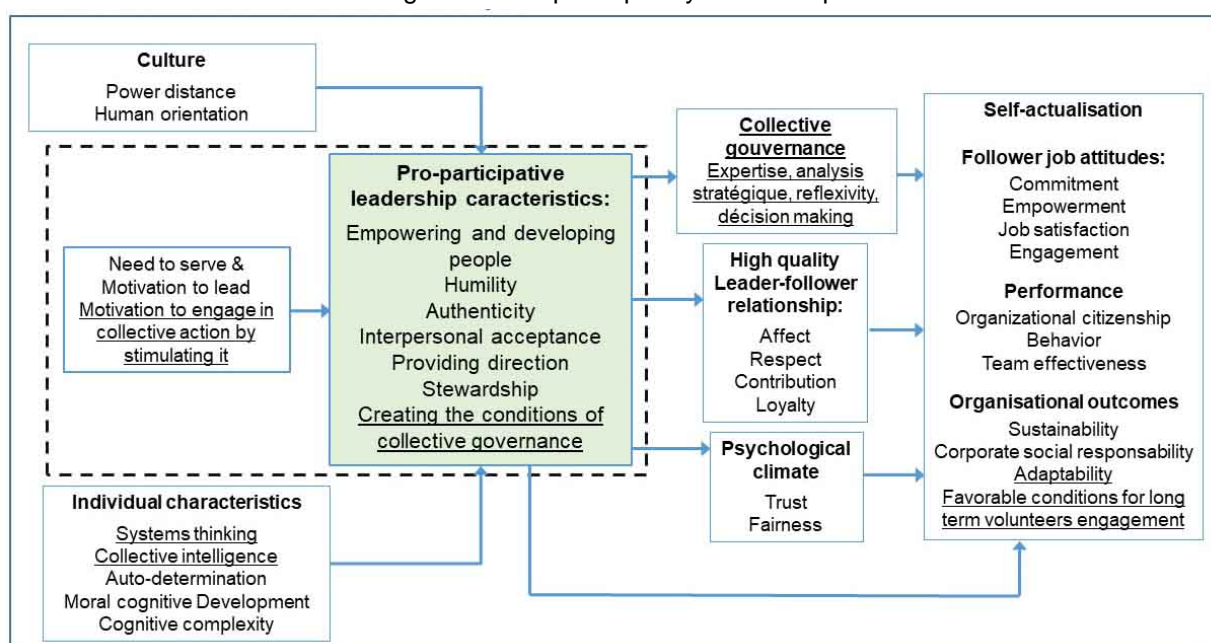 Culture
Power distance
Human orientation
Need to serve &
Motivation to lead
Motivation to engage in
collective action by
stimulating it
Individual characteristics
Systems thinking
Collective intelligence
Auto-determination
Moral cognitive Development
Cognitive complexity
Pro-participative
leadership caracteristics:
Empowering and developing
people
Humility
Authenticity
Interpersonal acceptance
Providing direction
Stewardship
Creating the conditions of
collective governance
Collective
gouvernance
Expertise, analysis
stratégique, reflexivity,
décision making
High quality
Leader-follower
relationship:
Affect
Respect
Contribution
Loyalty
Psychological
climate
Trust
Fairness
Self-actualisation
Follower job attitudes:
Commitment
Empowerment
Job satisfaction
Engagement
Performance
Organizational citizenship
Behavior
Team effectiveness
Organisational outcomes
Sustainability
Corporate social responsability
Adaptability
Favorable conditions for long
term volunteers engagement